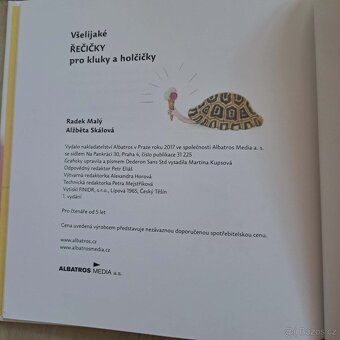 Všelijaké
ŘEČIČKY
pro kluky a holčičky
Radek Malý
Alžběta Skálová
Vydalo nakladatelství Albatros v Praze roku 2017 ve společnosti Albatros Media a. s.
se sídlem Na Pankráci 30, Praha 4, číslo publikace 31 225
Graficky upravila a písmem Dederon Sans Std vysadila Martina Kupsová
Odpovědný redaktor Petr Eliáš
Výtvarná redaktorka Alexandra Horová
Technická redaktorka Petra Mejstříková
Vytiskl FINIDR, s.r.o., Lípová 1965, Český Těšín
1. vydání
Pro čtenáře od 5 let
Cena uvedená výrobcem představuje nezávaznou doporučenou spotřebitelskou cenu.
www.albatros.cz
www.albatrosmedia.cz
ALBATROS MEDIA a.s.
© sbazar.cz